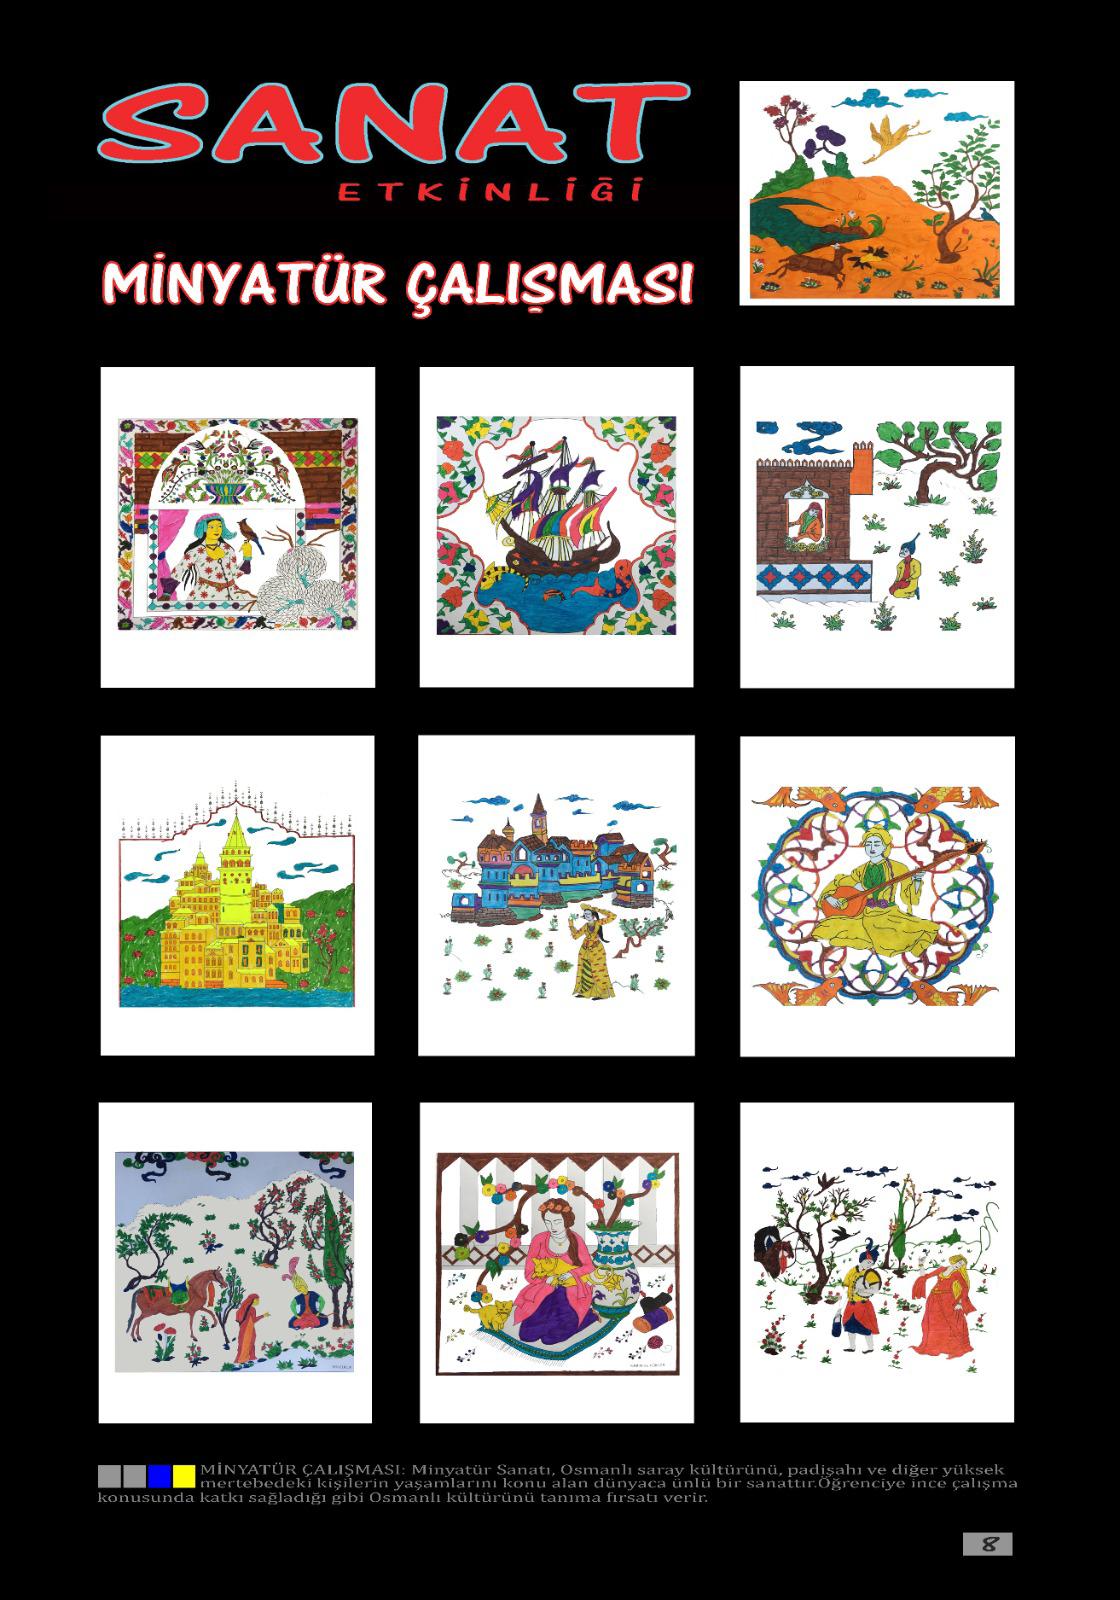 SANAT
ETKİNLİĞİ
MİNYATÜR ÇALIŞMASI
MİNYATÜR ÇALIŞMASI: Minyatür Sanatı, Osmanlı saray kültürünü, padişahı ve diğer yüksek
mertebedeki kişilerin yaşamlarını konu alan dünyaca ünlü bir sanattır.Öğrenciye ince çalışma
konusunda katkı sağladığı gibi Osmanlı kültürünü tanıma fırsatı verir.
8